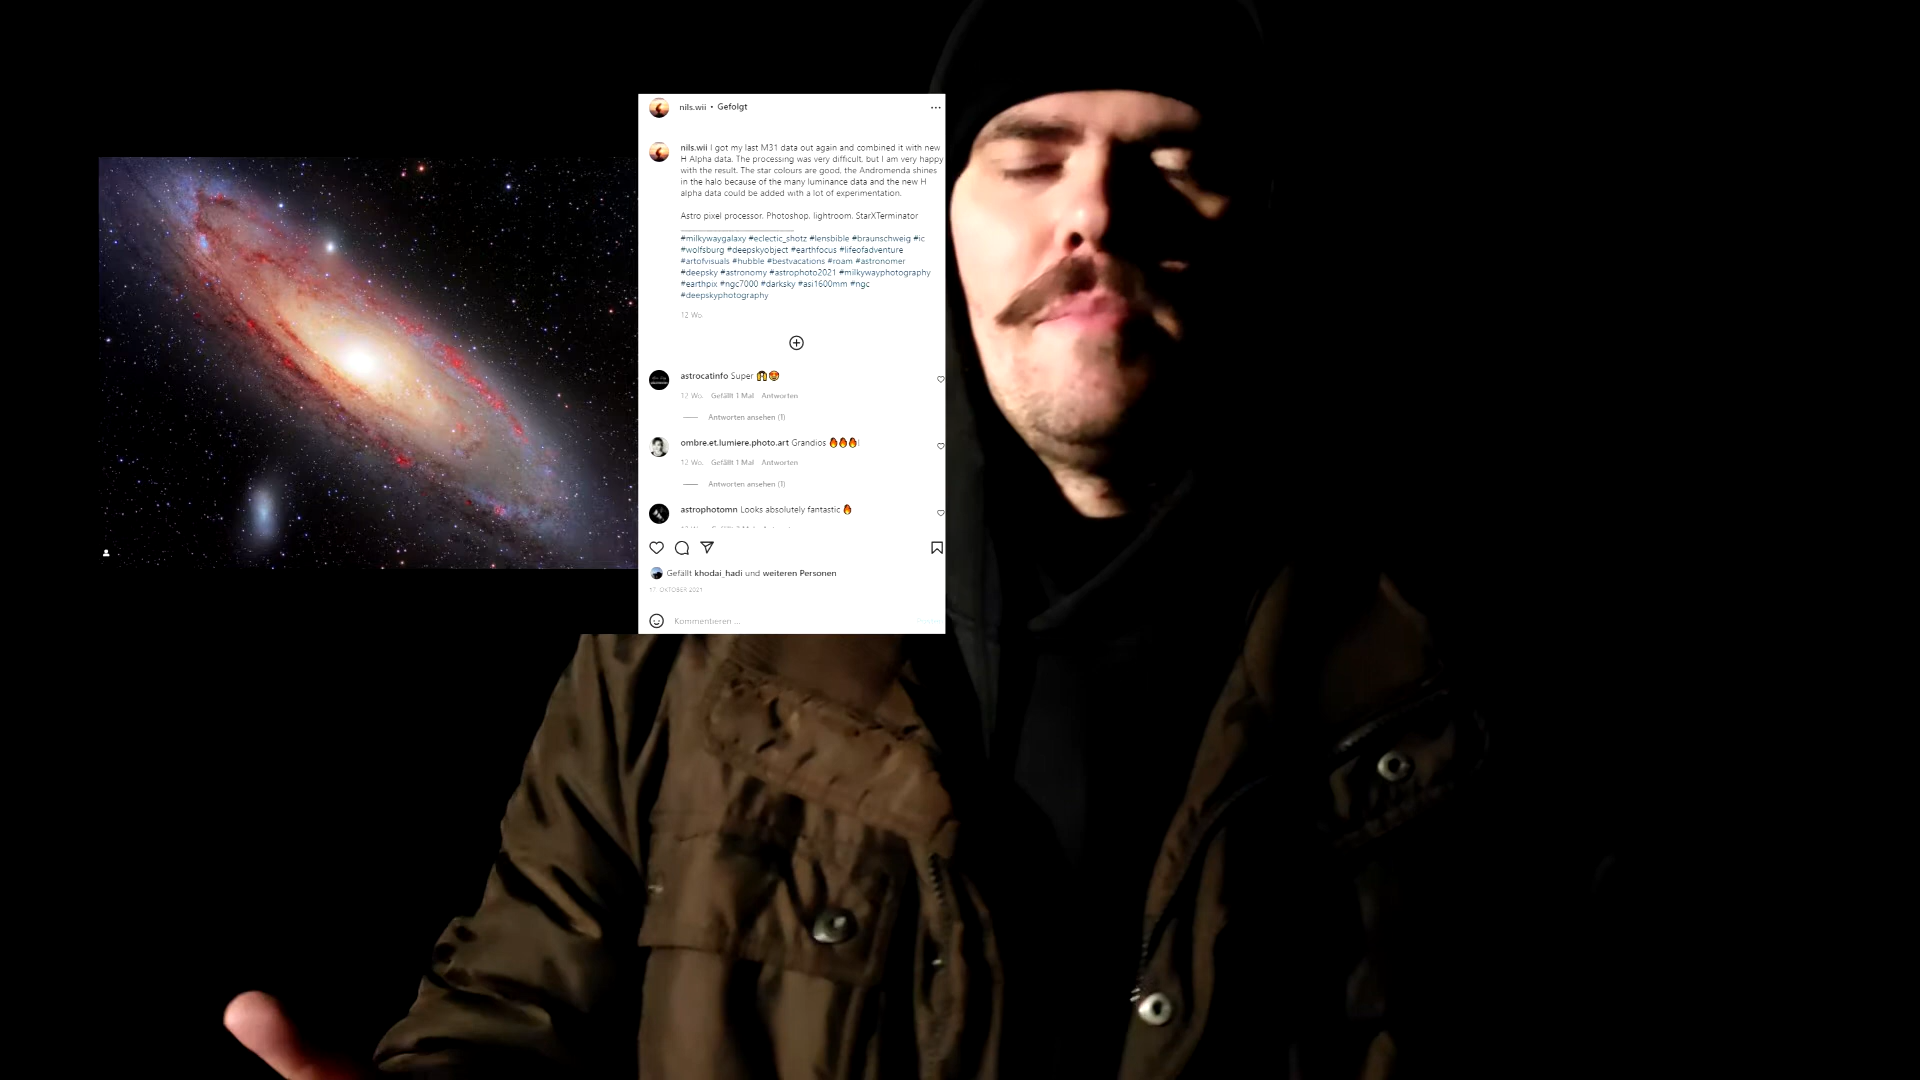 nils.wii • Gefolgt
nils.wii I got my last M31 data out again and combined it with new
H Alpha data. The processing was very difficult, but I am very happy
with the result. The star colours are good, the Andromenda shines
in the halo because of the many luminance data and the new H
alpha data could be added with a lot of experimentation.
Astro pixel processor, Photoshop, lightroom, StarXTerminator
#milkywaygalaxy #eclectic_shotz #lensbible #braunschweig #ic
#wolfsburg #deepskyobject #earthfocus #lifeofadventure
#artofvisuals #hubble #bestvacations #roam #astronomer
#deepsky #astronomy #astrophoto2021 #milkywayphotography
#earthpix #ngc7000 #darksky #asi1600mm #ngc
#deepskyphotography
12 Wo.
astrocatinfo Super 🙌🤩
12 Wo. Gefällt 1 Mal Antworten
Antworten ansehen (1)
ombre.et.lumiere.photo.art Grandios 🔥🔥🔥!
12 Wo. Gefällt 1 Mal Antworten
Antworten ansehen (1)
astrophotomn Looks absolutely fantastic 🔥
Gefällt khodai_hadi und weiteren Personen
17. OKTOBER 2021
Kommentieren ...